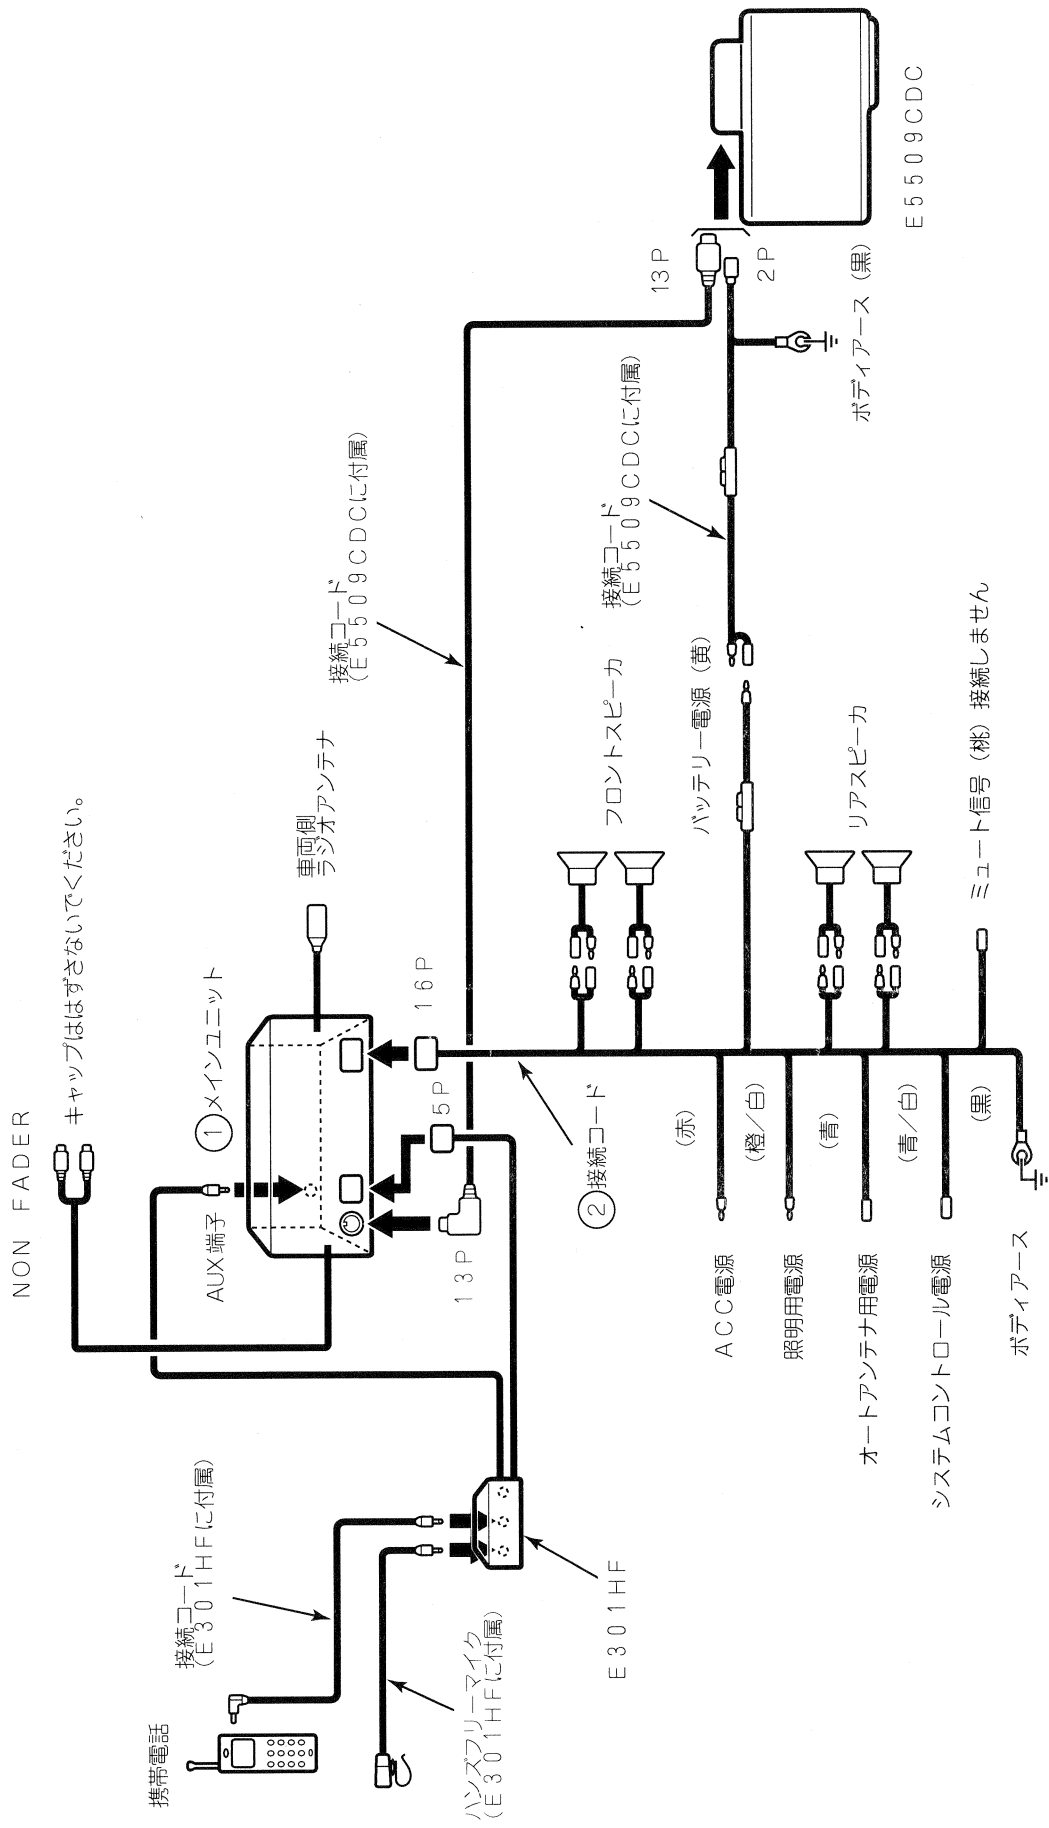 NON FADER
キャップははずさないでください。
①メインユニット
車両側
ラジオアンテナ
AUX端子
接続コード
(E5509CDCに付属)
携帯電話
接続コード
(E301HFに付属)
ハンズフリーマイク
(E301HFに付属)
E301HF
13P
5P
16P
②接続コード
フロントスピーカ
接続コード
(E5509CDCに付属)
13P
2P
E5509CDC
ボディアース (黒)
バッテリー電源 (黄)
リアスピーカ
ミュート信号 (桃) 接続しません
ACC電源
(赤)
照明用電源
(橙/白)
オートアンテナ用電源
(青)
システムコントロール電源
(青/白)
ボディアース
(黒)